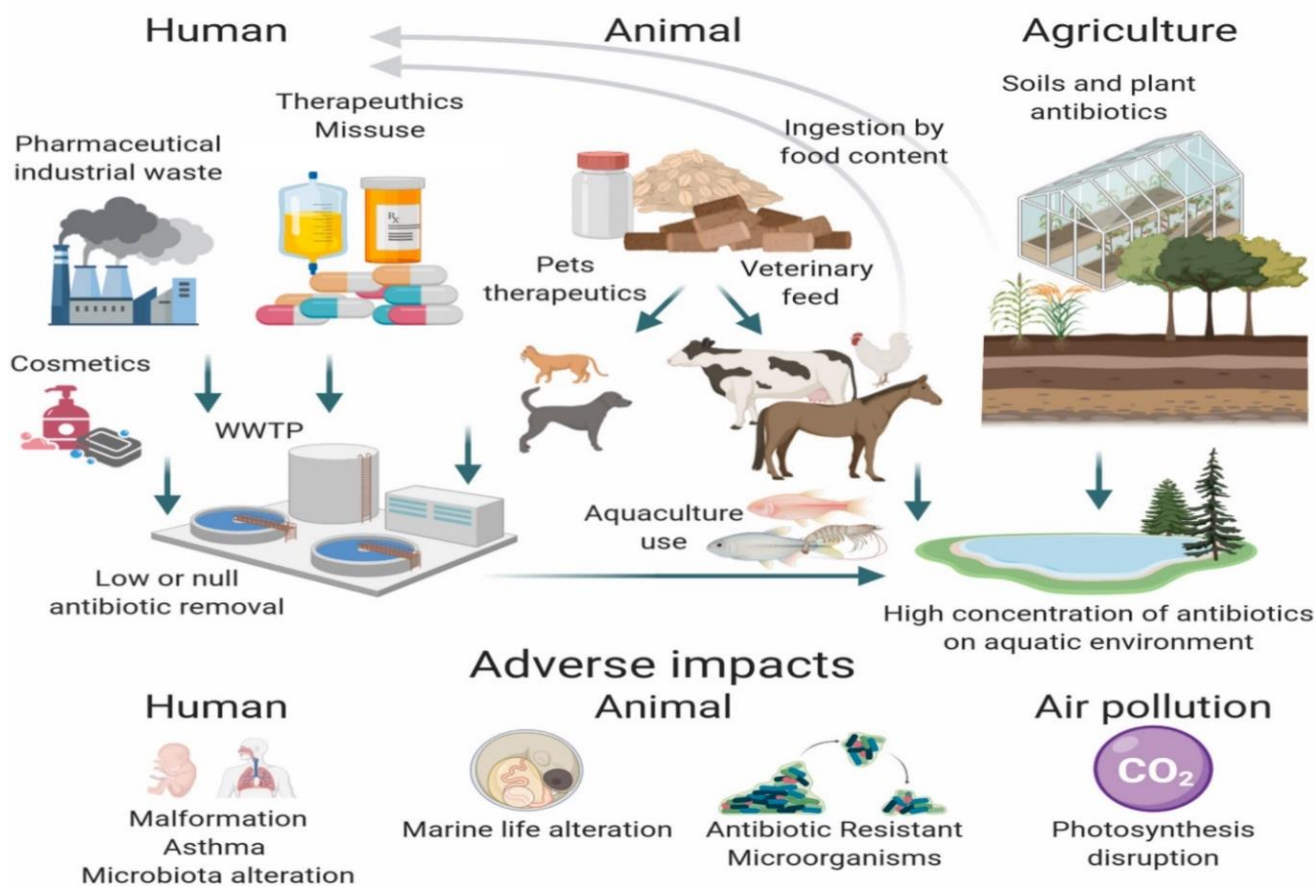 Human
Animal
Agriculture
Therapeuthics
Missuse
Soils and plant
antibiotics
Pharmaceutical
industrial waste
Ingestion by
food content
Rx
Pets
therapeutics
Veterinary
feed
Cosmetics
WWTP
Aquaculture
use
Low or null
antibiotic removal
High concentration of antibiotics
on aquatic environment
Adverse impacts
Human
Animal
Air pollution
CO₂
Malformation
Asthma
Microbiota alteration
Marine life alteration
Antibiotic Resistant
Microorganisms
Photosynthesis
disruption